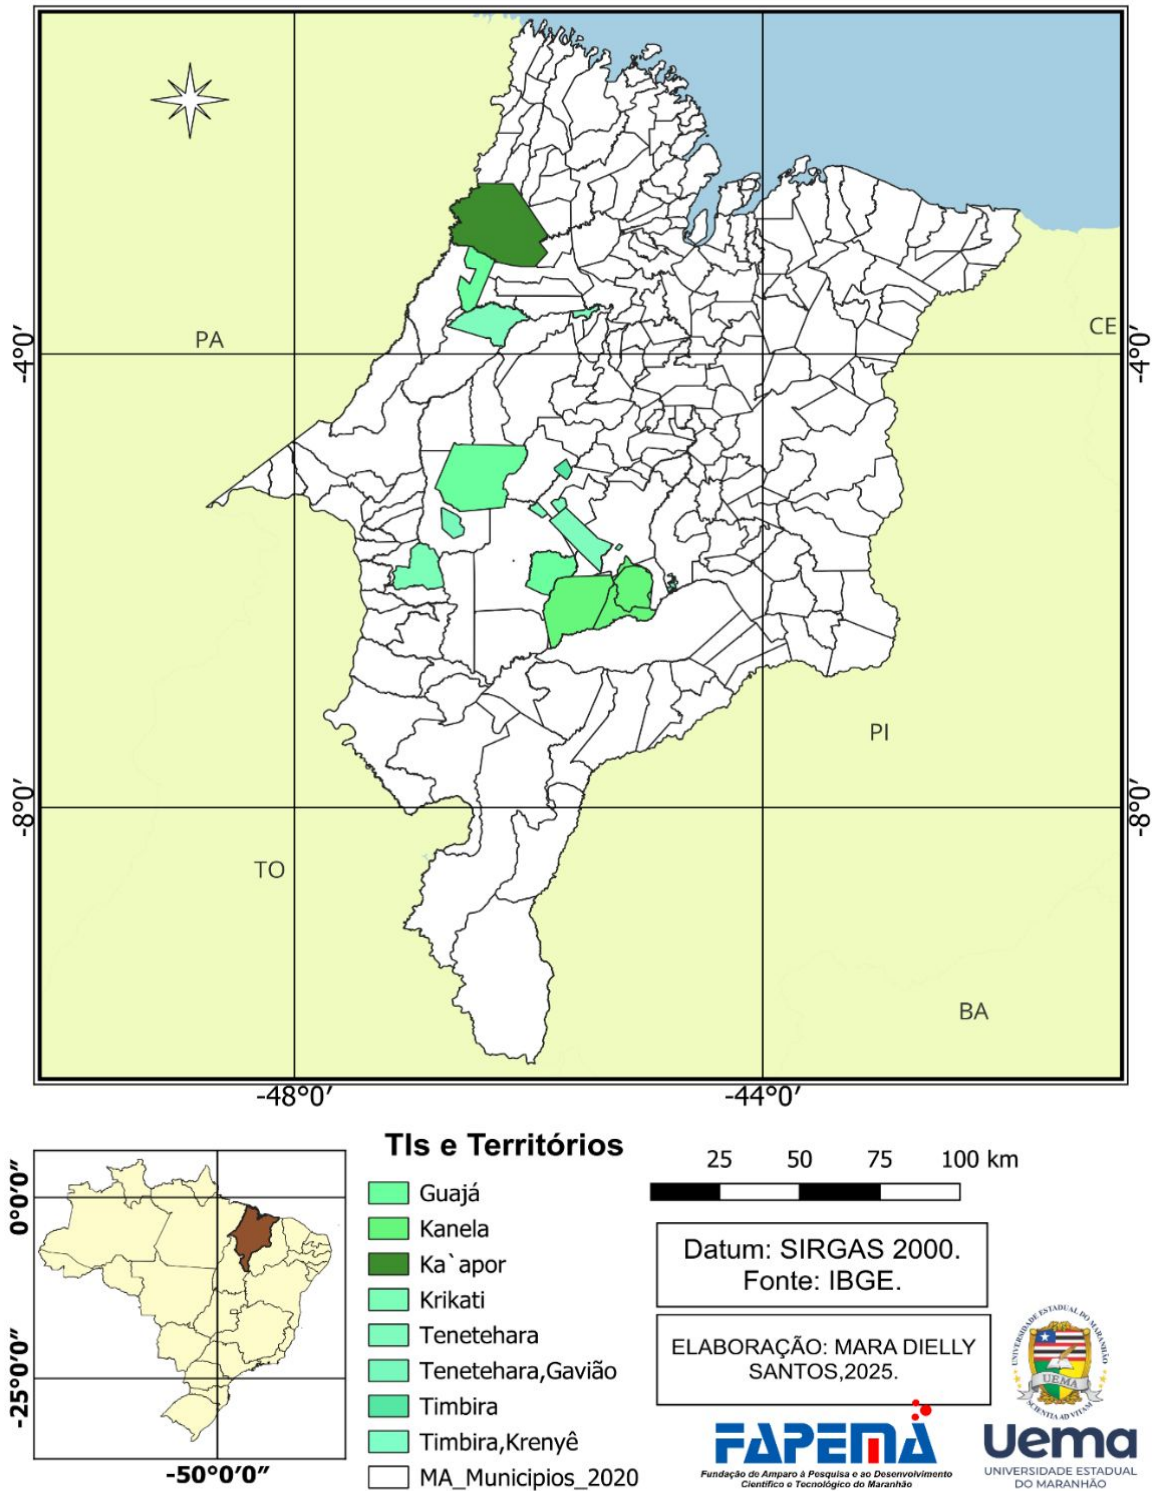 PA
CE
-4°0′
-4°0′
PI
-8°0′
-8°0′
TO
BA
-48°0′
-44°0′
TIs e Territórios
Guajá
Kanela
Ka`apor
Krikati
Tenetehara
Tenetehara,Gavião
Timbira
Timbira,Krenyê
MA_Municipios_2020
0°0′0″
-25°0′0″
-50°0′0″
25 50 75 100 km
Datum: SIRGAS 2000.
Fonte: IBGE.
ELABORAÇÃO: MARA DIELLY
SANTOS,2025.
FAPEMA
Fundação de Amparo à Pesquisa e ao Desenvolvimento
Científico e Tecnológico do Maranhão
UNIVERSIDADE ESTADUAL DO MARANHÃO
UEMA
SCIENTIA AD VITAM
Uema
UNIVERSIDADE ESTADUAL
DO MARANHÃO